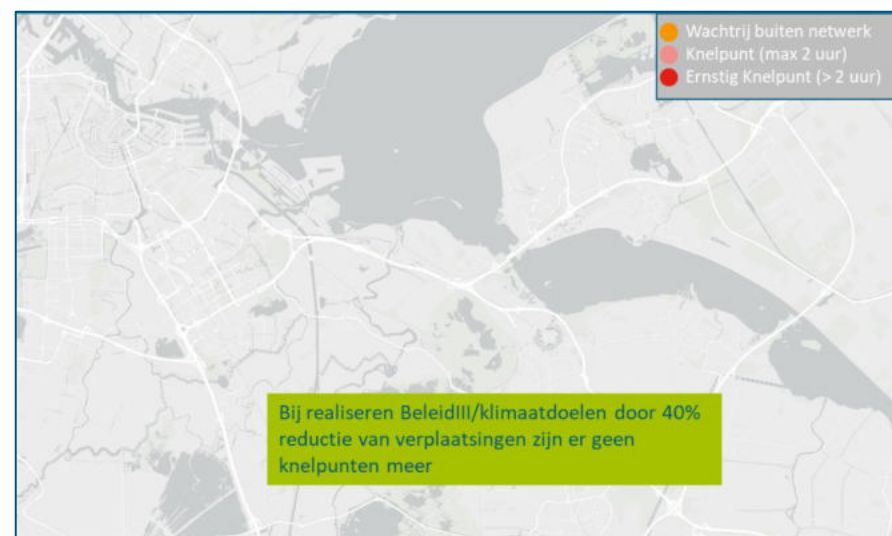 Wachtrij buiten netwerk
Knelpunt (max 2 uur)
Ernstig Knelpunt (> 2 uur)
Bij realiseren BeleidIII/klimaatdoelen door 40%
reductie van verplaatsingen zijn er geen
knelpunten meer